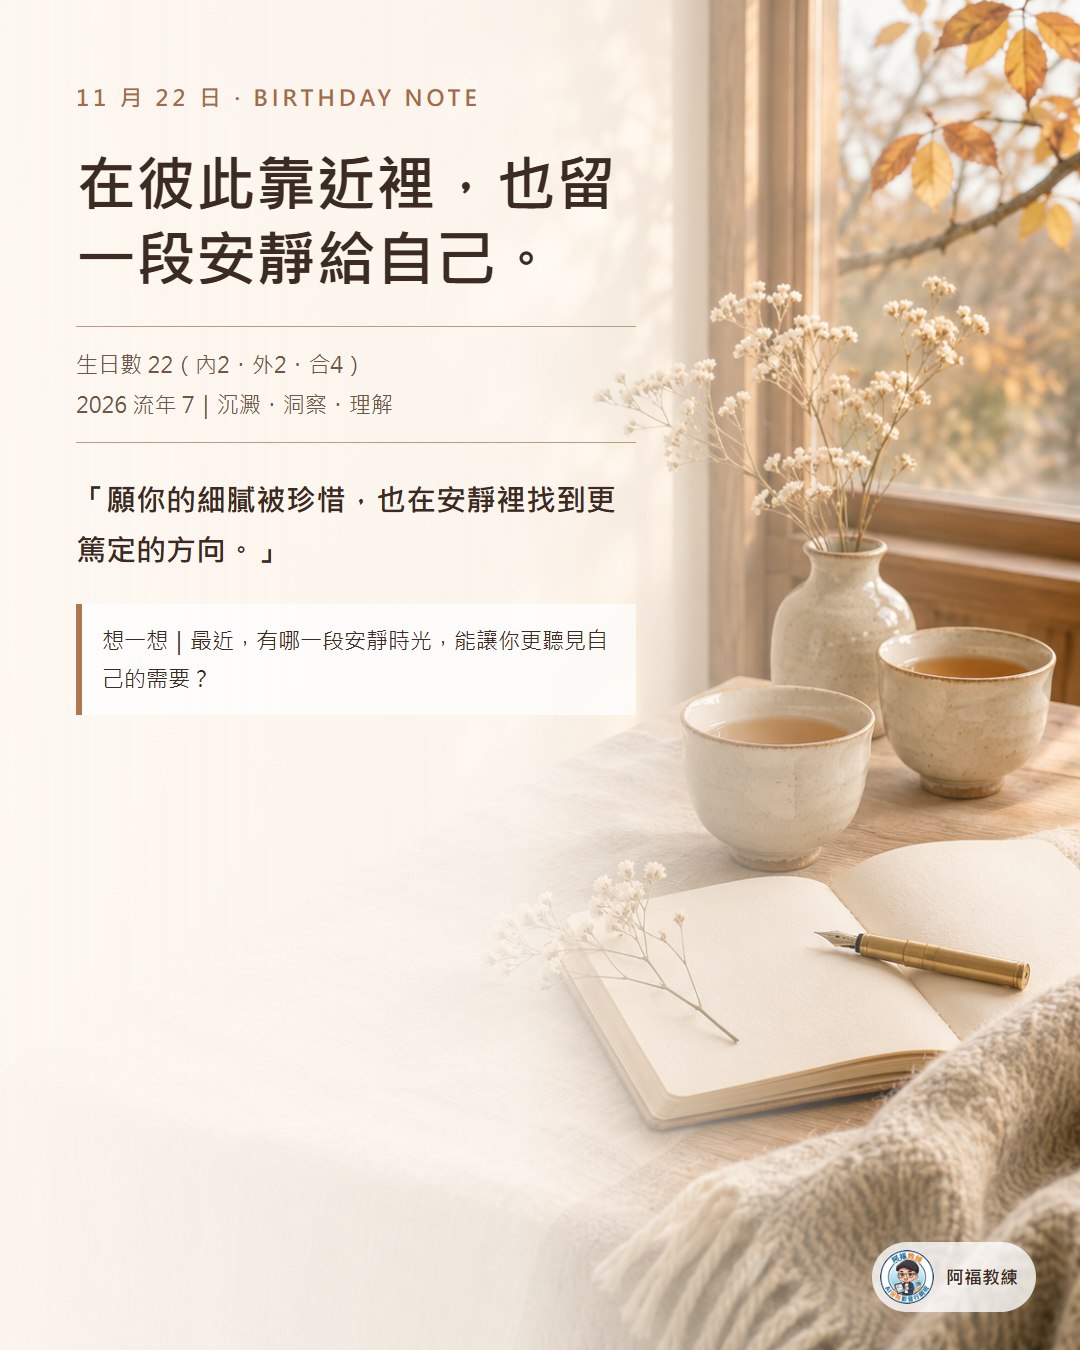 11 月 22 日 · BIRTHDAY NOTE
在彼此靠近裡，也留
一段安靜給自己。
生日數 22（內2 · 外2 · 合4）
2026 流年 7｜沉澱 · 洞察 · 理解
「願你的細膩被珍惜，也在安靜裡找到更
篤定的方向。」
想一想｜最近，有哪一段安靜時光，能讓你更聽見自
己的需要？
阿福教練